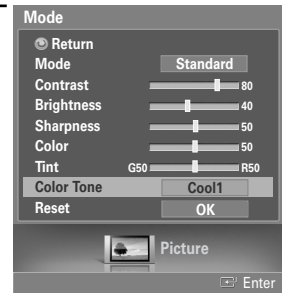 Mode
Return
Mode Standard
Contrast 80
Brightness 40
Sharpness 50
Color 50
Tint G50 R50
Color Tone Cool1
Reset OK
Picture
Enter